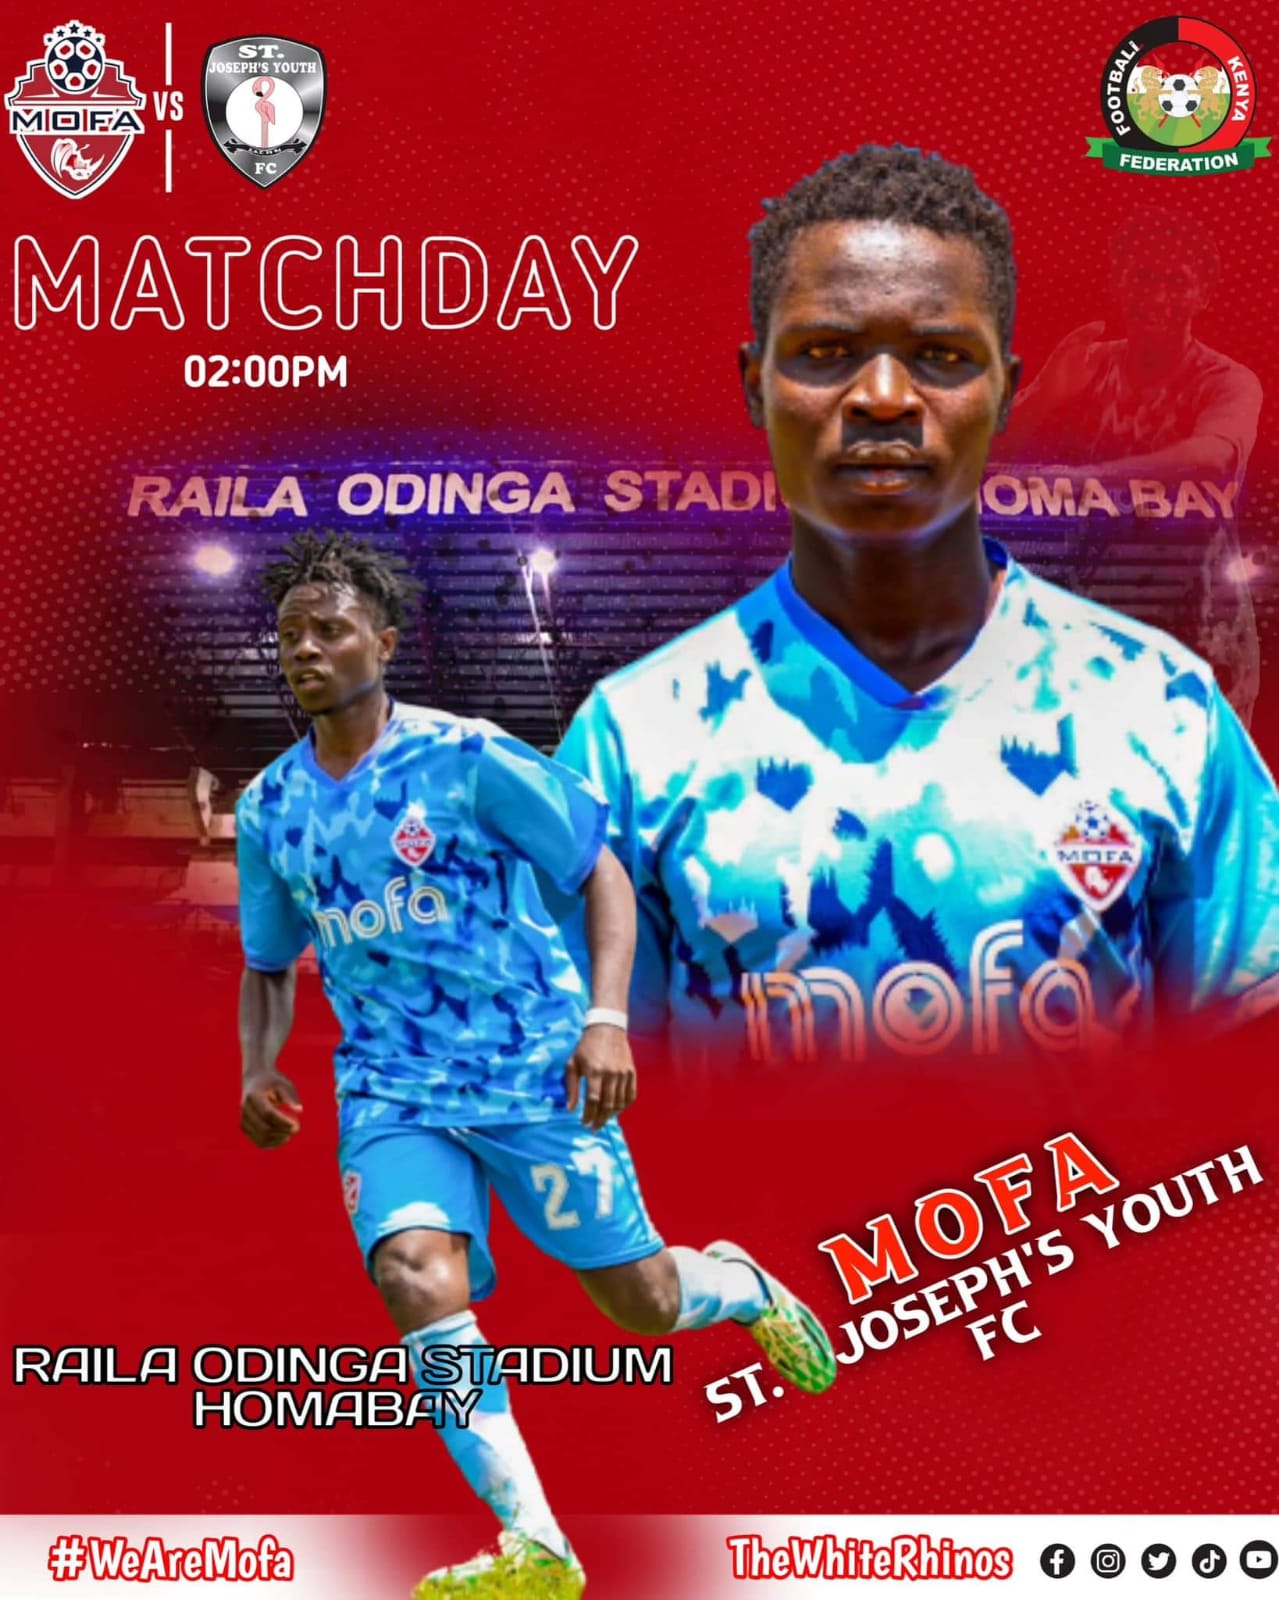 MOFA
VS
ST.
JOSEPH'S YOUTH
FC
FOOTBALL
KENYA
FEDERATION
MATCHDAY
02:00PM
RAILA ODINGA STADI OMA BAY
MOFA
mofa
MOFA
mofa
27
MOFA
ST. JOSEPH'S YOUTH
FC
RAILA ODINGA STADIUM
HOMABAY
#WeAreMofa
TheWhiteRhinos